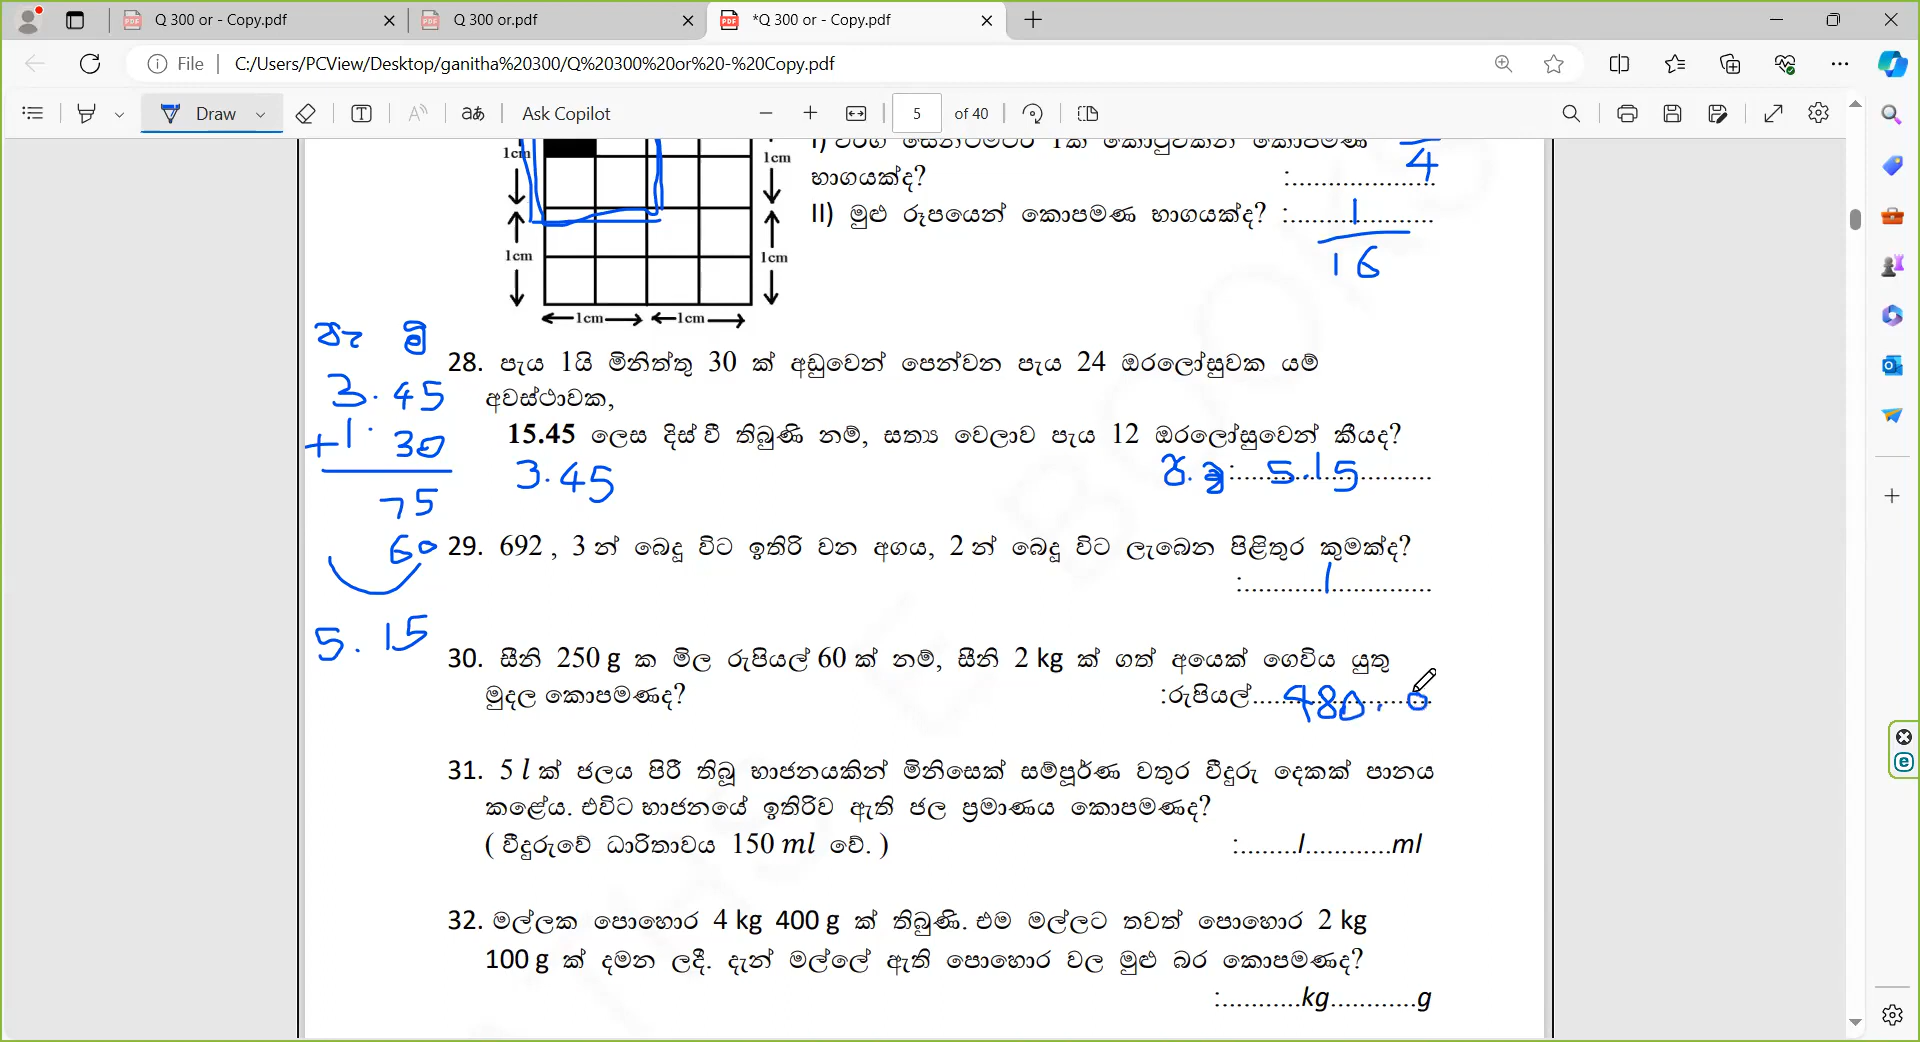 Q 300 or - Copy.pdf
Q 300 or.pdf
*Q 300 or - Copy.pdf
File
C:/Users/PCView/Desktop/ganitha%20300/Q%20300%20or%20-%20Copy.pdf
Draw
aあ
Ask Copilot
5 of 40
1cm
1cm
4
භාගයක්ද? :......................
II) මුළු රූපයෙන් කොපමණ භාගයක්ද? :......................
1
16
1cm
1cm
1cm
1cm
පැ මි
28. පැය 1යි මිනිත්තු 30 ක් අඩුවෙන් පෙන්වන පැය 24 ඔරලෝසුවක යම්
අවස්ථාවක,
3.45
15.45 ලෙස දිස් වී තිබුණි නම්, සත්‍ය වෙලාව පැය 12 ඔරලෝසුවෙන් කීයද?
+1. 30
3.45
:.............................. 5.15
75
60
29. 692 , 3 න් බෙදූ විට ඉතිරි වන අගය, 2 න් බෙදූ විට ලැබෙන පිළිතුර කුමක්ද?
:.............................. 1
5. 15
30. සීනි 250 g ක මිල රුපියල් 60 ක් නම්, සීනි 2 kg ක් ගත් අයෙක් ගෙවිය යුතු
මුදල කොපමණද? :රුපියල්........................... 480. 0
31. 5 l ක් ජලය පිරී තිබූ භාජනයකින් මිනිසෙක් සම්පූර්ණ වතුර වීදුරු දෙකක් පානය
කළේය. එවිට භාජනයේ ඉතිරිව ඇති ජල ප්‍රමාණය කොපමණද?
( වීදුරුවේ ධාරිතාවය 150 ml වේ. ) :........l............ml
32. මල්ලක පොහොර 4 kg 400 g ක් තිබුණි. එම මල්ලට තවත් පොහොර 2 kg
100 g ක් දමන ලදී. දැන් මල්ලේ ඇති පොහොර වල මුළු බර කොපමණද?
:...........kg............g